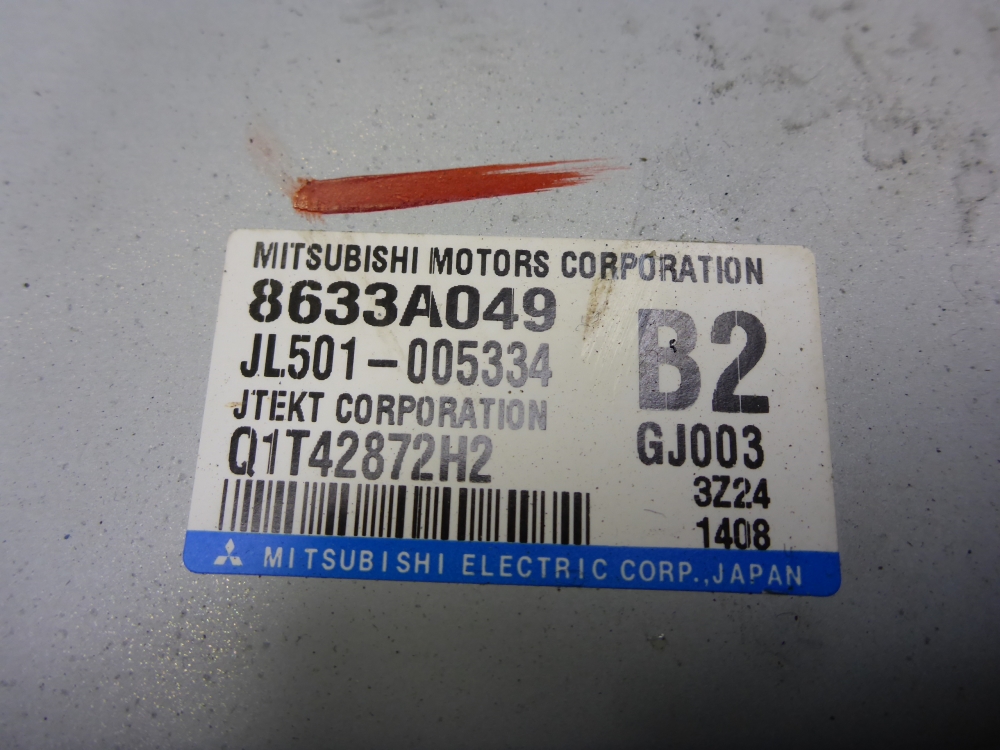 MITSUBISHI MOTORS CORPORATION
8633A049
JL501-005334
B2
JTEKT CORPORATION
Q1T42872H2
GJ003
3Z24
1408
MITSUBISHI ELECTRIC CORP.,JAPAN